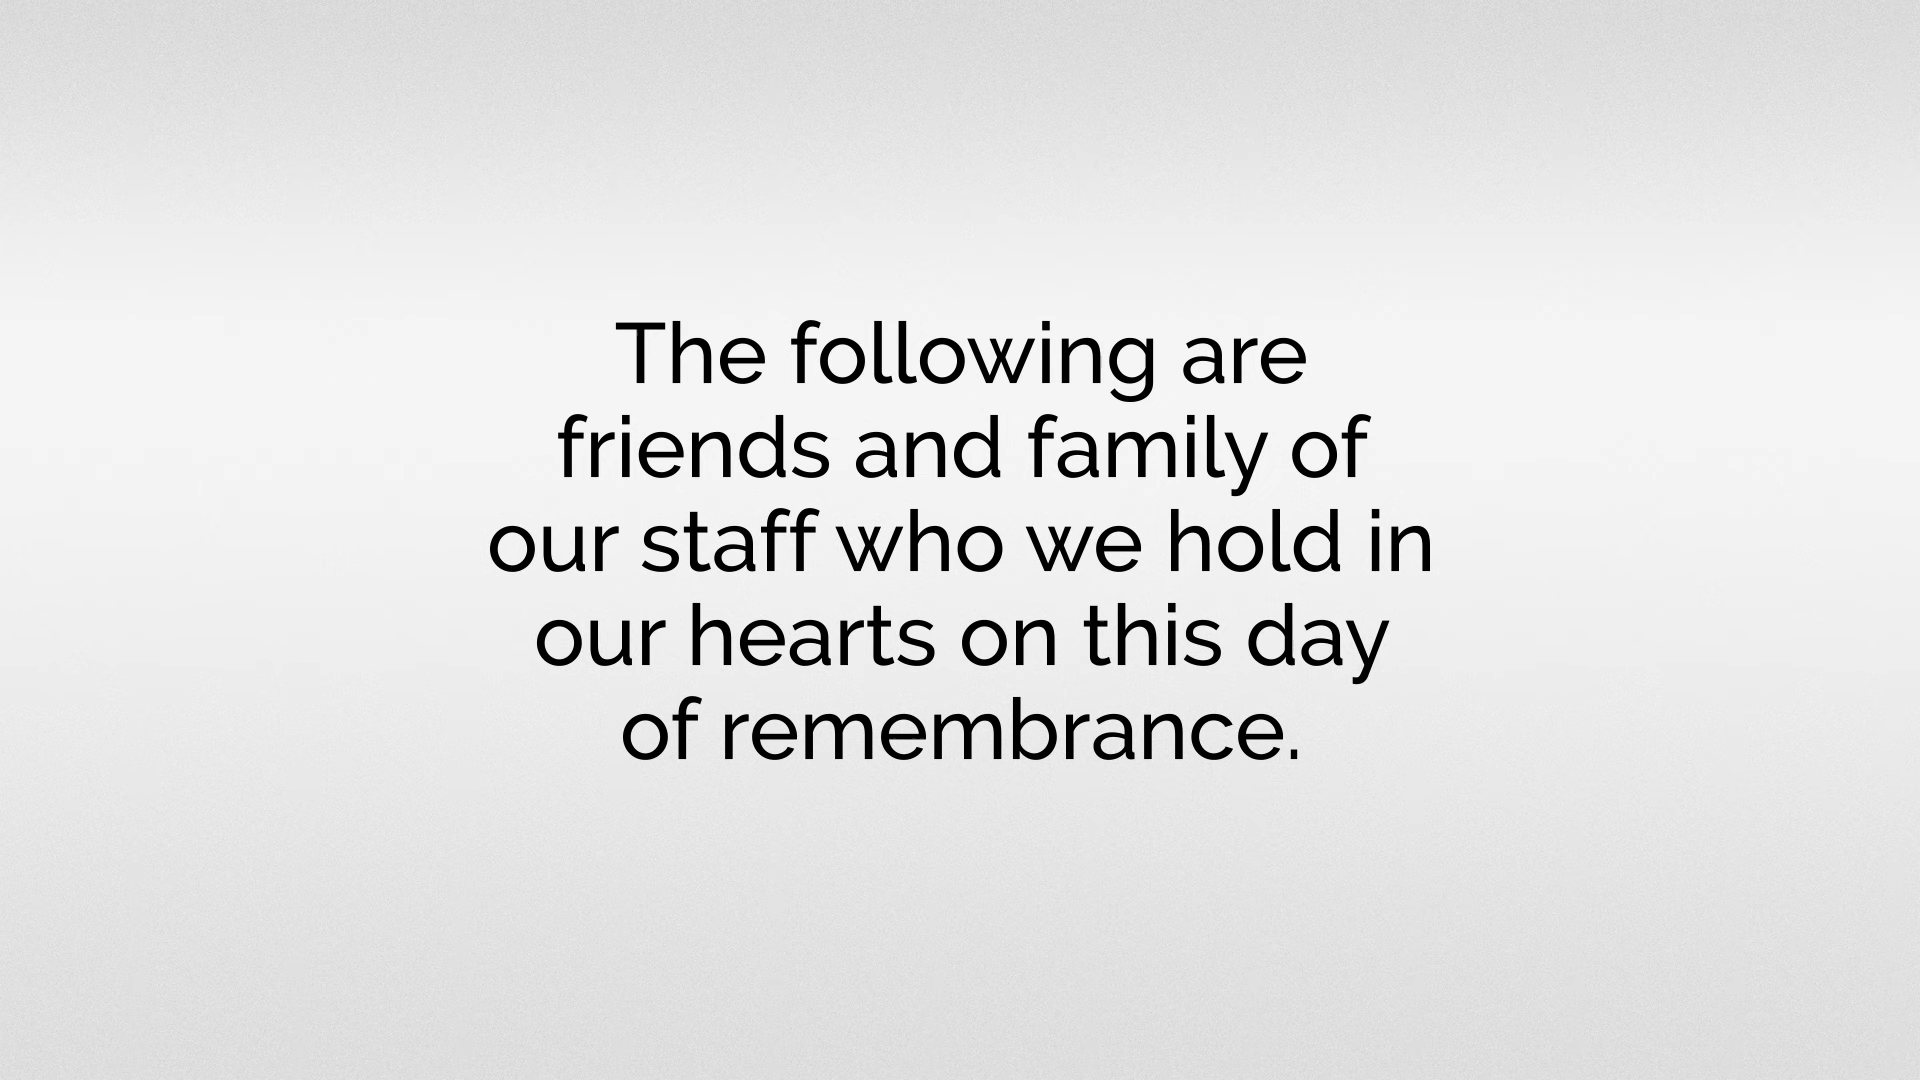 The following are
friends and family of
our staff who we hold in
our hearts on this day
of remembrance.